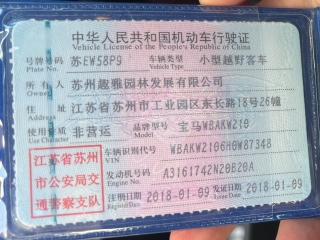 中华人民共和国机动车行驶证
Vehicle License of the People's Republic of China
号牌号码 苏EW58P9 车辆类型 小型越野客车
Plate No. Vehicle Type
所有人 苏州趣雅园林发展有限公司
Owner
住址 江苏省苏州市工业园区东长路18号26幢
Address
使用性质 非营运 品牌型号 宝马WBAKW210
Use Character Model
江苏省苏州 车辆识别代号 WBAKW2106H0W87348
VIN
市公安局交 发动机号码 A3161742N20B20A
Engine No.
通警察支队 注册日期 2018-01-09 发证日期 2018-01-09
Register Date Issue Date